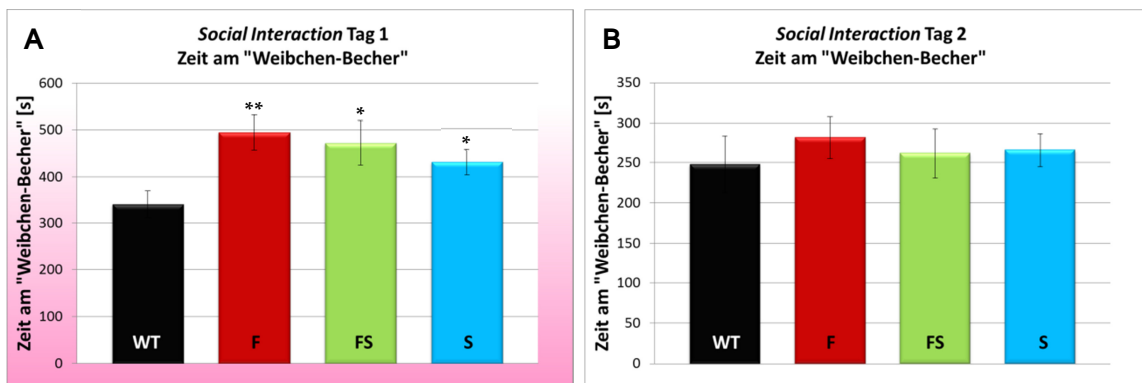 A
Social Interaction Tag 1
Zeit am "Weibchen-Becher"
Zeit am "Weibchen-Becher" [s]
600
500
400
300
200
100
0
**
*
*
WT
F
FS
S
B
Social Interaction Tag 2
Zeit am "Weibchen-Becher"
Zeit am "Weibchen-Becher" [s]
350
300
250
200
150
100
50
0
WT
F
FS
S